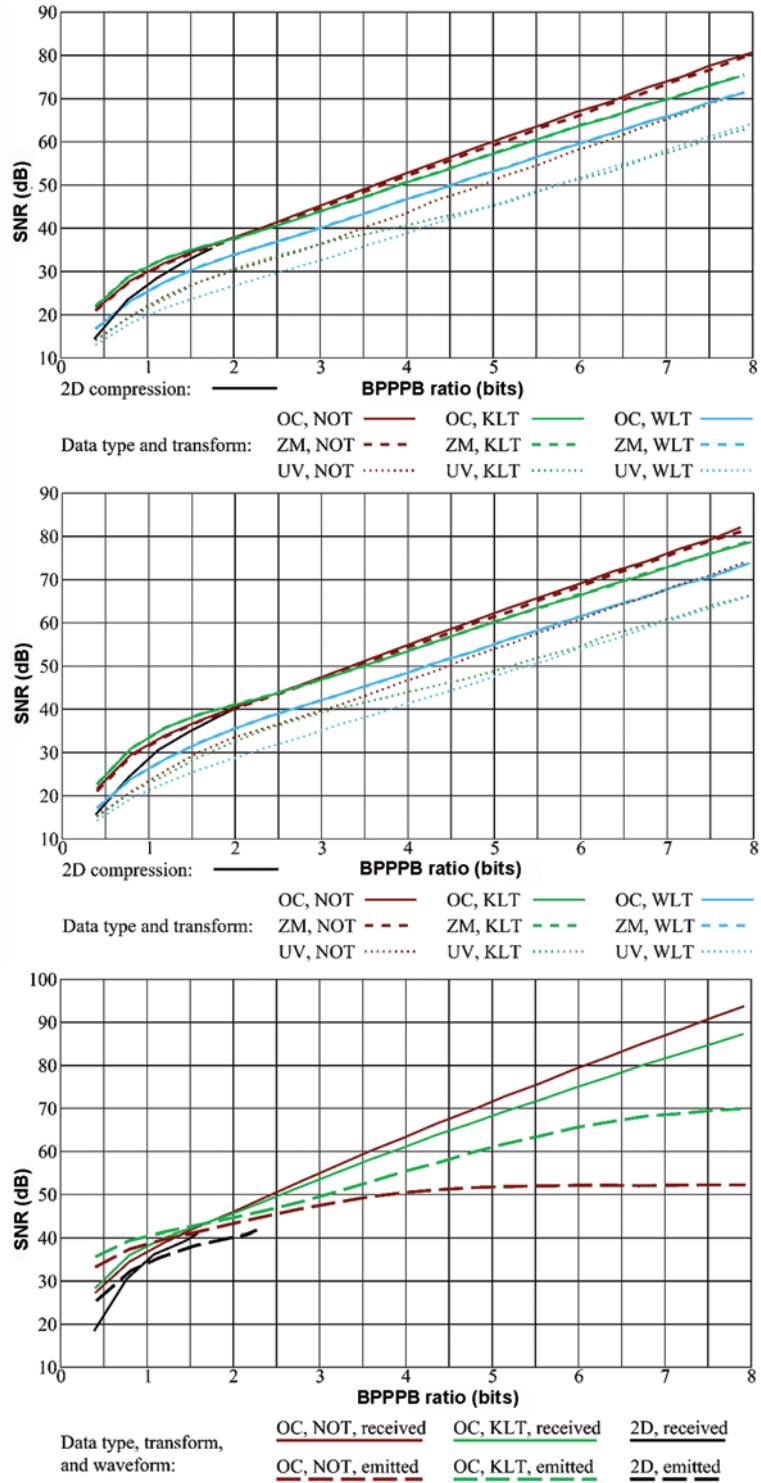 90
80
70
60
50
40
30
20
10
SNR (dB)
0 1 2 3 4 5 6 7 8
BPPPB ratio (bits)
2D compression:
OC, NOT OC, KLT OC, WLT
Data type and transform: ZM, NOT ZM, KLT ZM, WLT
UV, NOT UV, KLT UV, WLT
90
80
70
60
50
40
30
20
10
SNR (dB)
0 1 2 3 4 5 6 7 8
BPPPB ratio (bits)
2D compression:
OC, NOT OC, KLT OC, WLT
Data type and transform: ZM, NOT ZM, KLT ZM, WLT
UV, NOT UV, KLT UV, WLT
100
90
80
70
60
50
40
30
20
10
SNR (dB)
0 1 2 3 4 5 6 7 8
BPPPB ratio (bits)
Data type, transform, OC, NOT, received OC, KLT, received 2D, received
and waveform: OC, NOT, emitted OC, KLT, emitted 2D, emitted